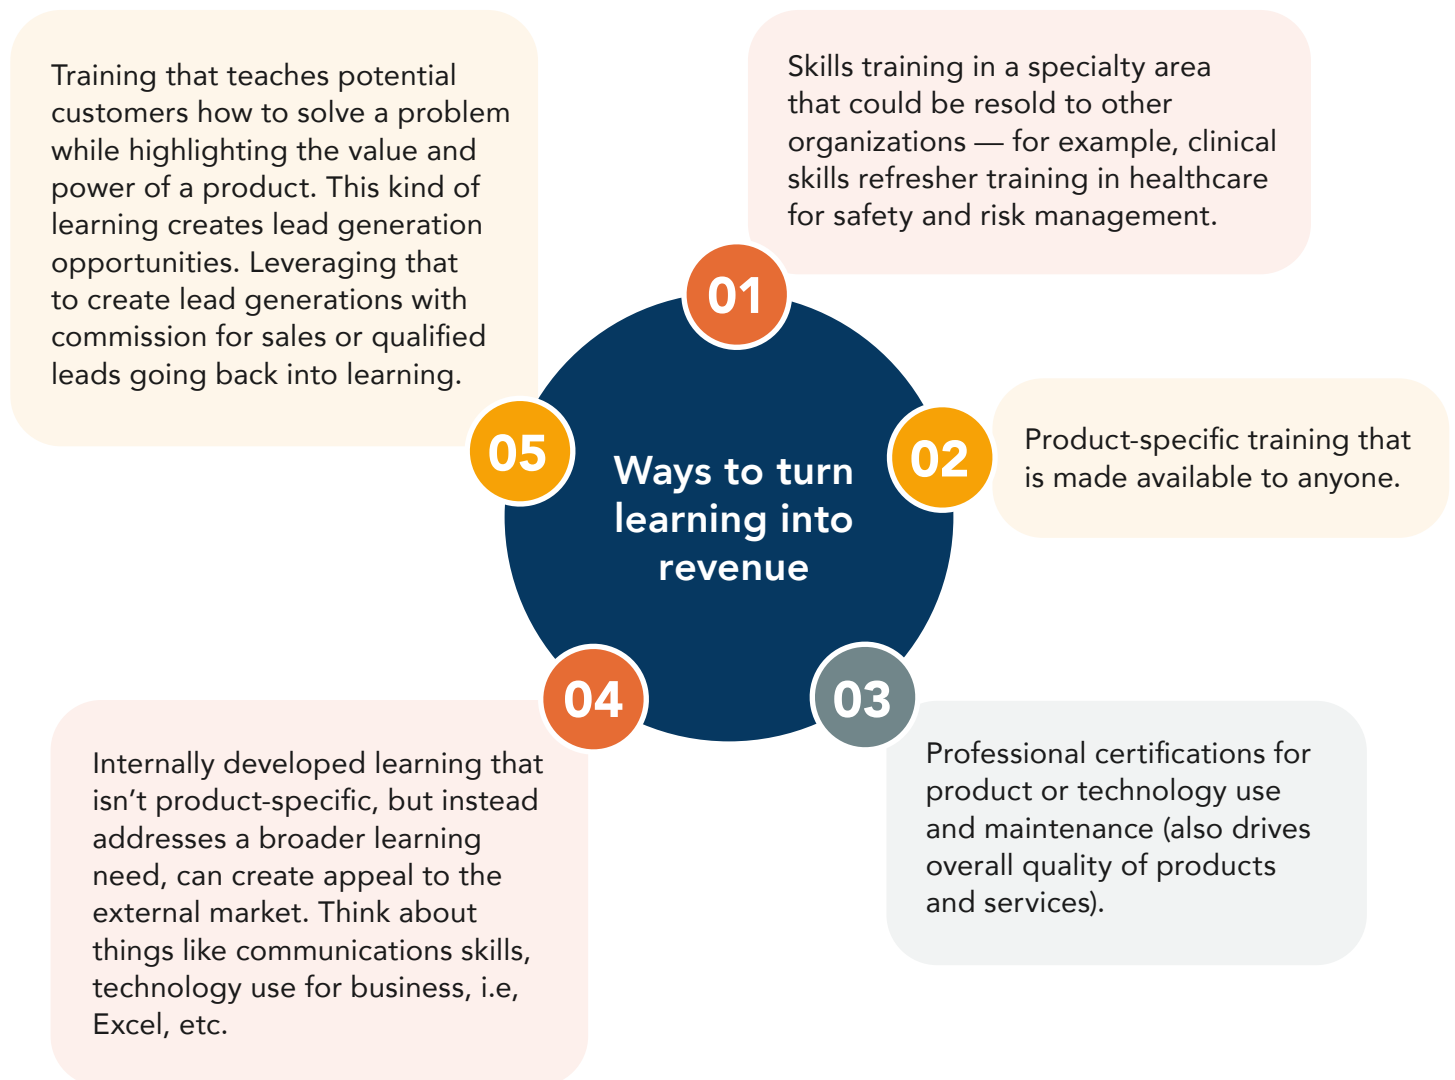 Ways to turn
learning into
revenue
01
Skills training in a specialty area
that could be resold to other
organizations — for example, clinical
skills refresher training in healthcare
for safety and risk management.
02
Product-specific training that
is made available to anyone.
03
Professional certifications for
product or technology use
and maintenance (also drives
overall quality of products
and services).
04
Internally developed learning that
isn’t product-specific, but instead
addresses a broader learning
need, can create appeal to the
external market. Think about
things like communications skills,
technology use for business, i.e,
Excel, etc.
05
Training that teaches potential
customers how to solve a problem
while highlighting the value and
power of a product. This kind of
learning creates lead generation
opportunities. Leveraging that
to create lead generations with
commission for sales or qualified
leads going back into learning.